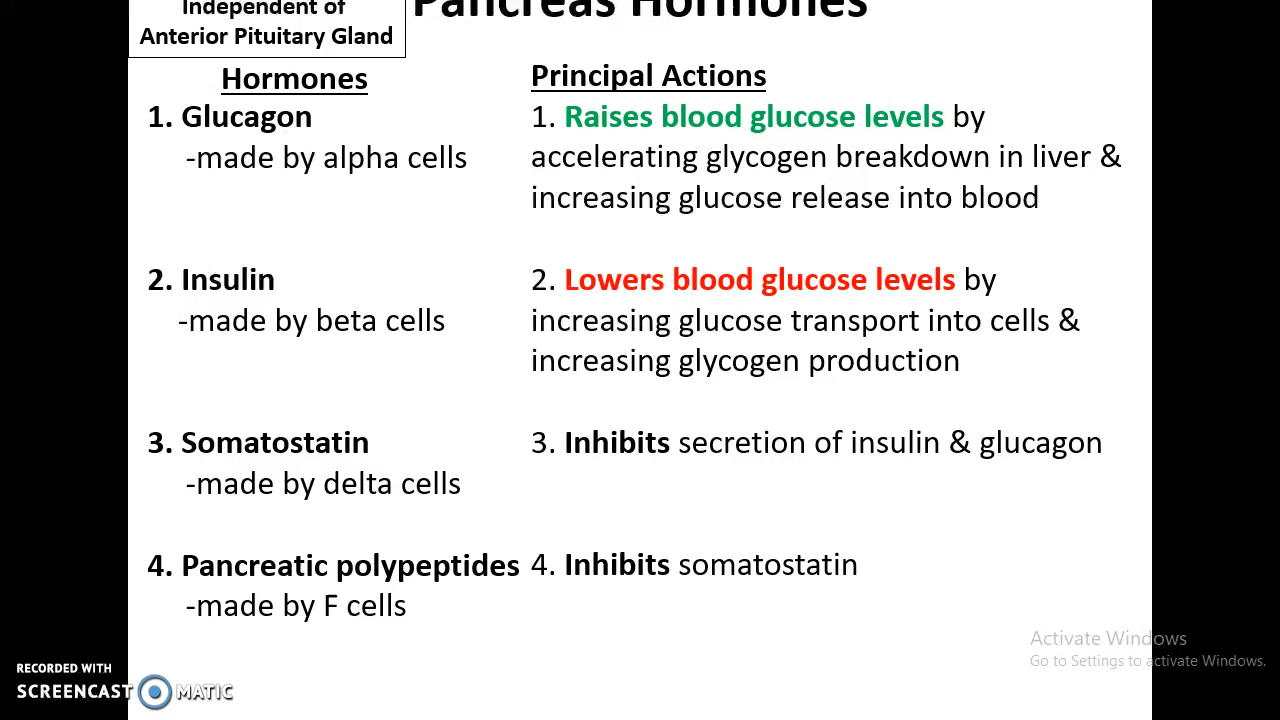 Independent of
Anterior Pituitary Gland
Pancreas Hormones
Hormones
Principal Actions
1. Glucagon
-made by alpha cells
1. Raises blood glucose levels by
accelerating glycogen breakdown in liver &
increasing glucose release into blood
2. Insulin
-made by beta cells
2. Lowers blood glucose levels by
increasing glucose transport into cells &
increasing glycogen production
3. Somatostatin
-made by delta cells
3. Inhibits secretion of insulin & glucagon
4. Pancreatic polypeptides
-made by F cells
4. Inhibits somatostatin
Activate Windows
Go to Settings to activate Windows.
RECORDED WITH
SCREENCAST MATIC